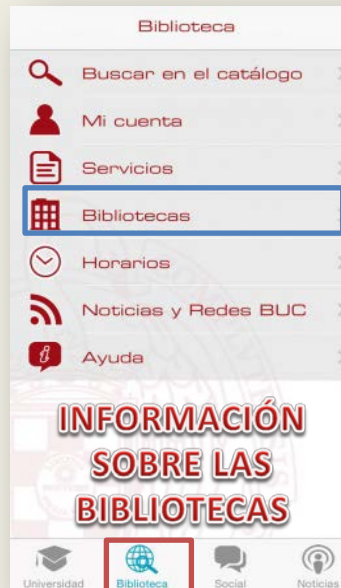 Biblioteca
Buscar en el catálogo
Mi cuenta
Servicios
Bibliotecas
Horarios
Noticias y Redes BUC
Ayuda
INFORMACIÓN
SOBRE LAS
BIBLIOTECAS
Universidad Biblioteca Social Noticias